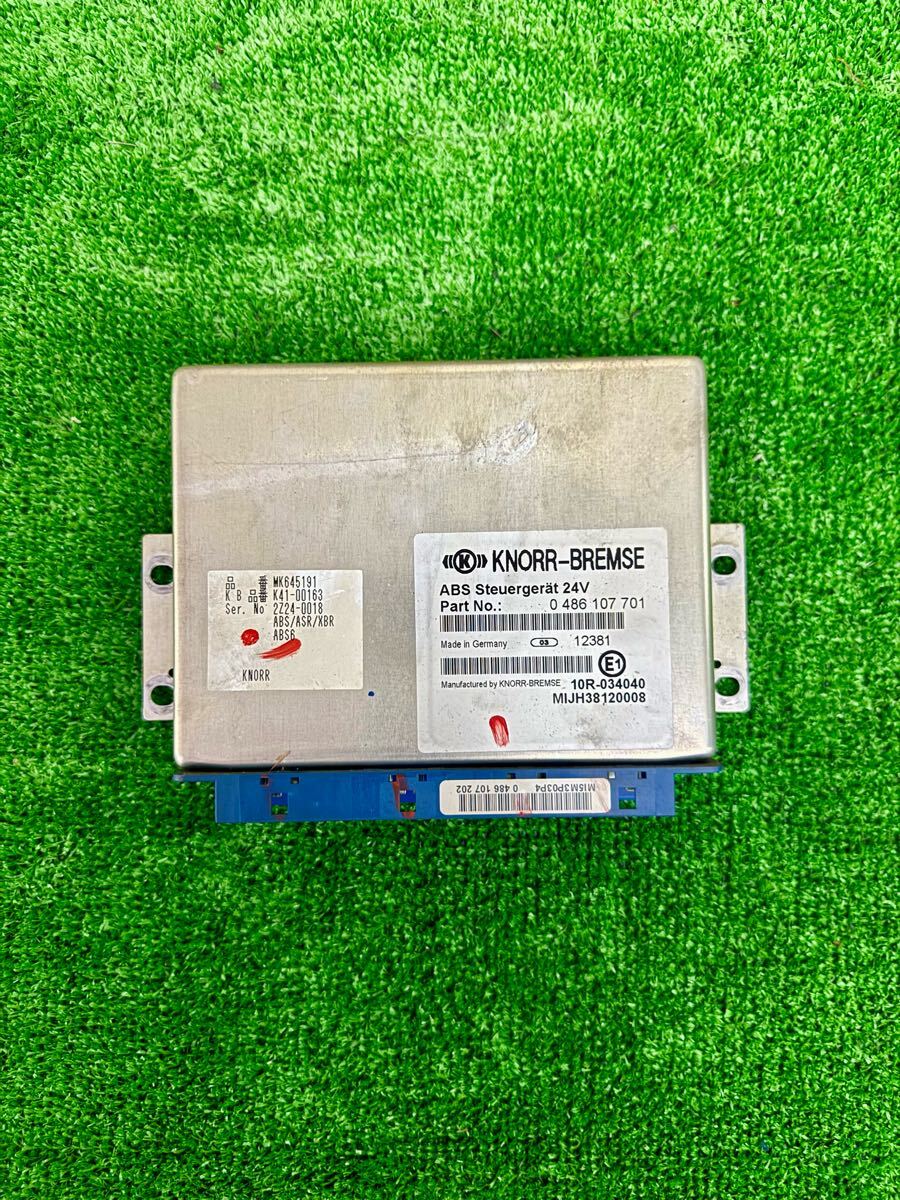 MK645191
K B K41-00163
Ser. No 2Z24-0018
ABS/ASR/XBR
ABS6
KNORR
((K)) KNORR-BREMSE
ABS Steuergerät 24V
Part No.: 0 486 107 701
Made in Germany 03 12381
E1
Manufactured by KNORR-BREMSE 10R-034040
MIJH38120008
MI5M3P03P4
0 486 107 202